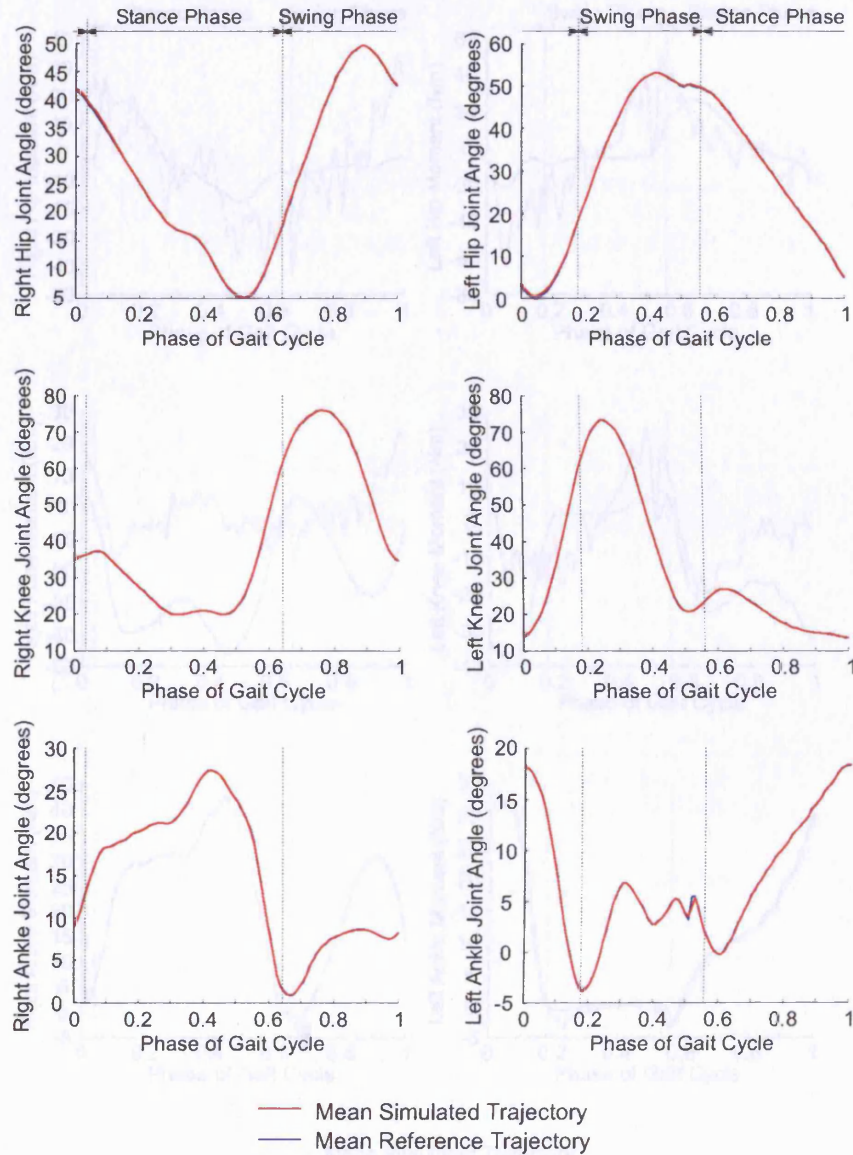 Stance Phase Swing Phase
Right Hip Joint Angle (degrees)
50
45
40
35
30
25
20
15
10
5
0 0.2 0.4 0.6 0.8 1
Phase of Gait Cycle
Swing Phase Stance Phase
Left Hip Joint Angle (degrees)
60
50
40
30
20
10
0
0 0.2 0.4 0.6 0.8 1
Phase of Gait Cycle
Right Knee Joint Angle (degrees)
80
70
60
50
40
30
20
10
0 0.2 0.4 0.6 0.8 1
Phase of Gait Cycle
Left Knee Joint Angle (degrees)
80
70
60
50
40
30
20
10
0 0.2 0.4 0.6 0.8 1
Phase of Gait Cycle
Right Ankle Joint Angle (degrees)
30
25
20
15
10
5
0
0 0.2 0.4 0.6 0.8 1
Phase of Gait Cycle
Left Ankle Joint Angle (degrees)
20
15
10
5
0
-5
0 0.2 0.4 0.6 0.8 1
Phase of Gait Cycle
Mean Simulated Trajectory
Mean Reference Trajectory